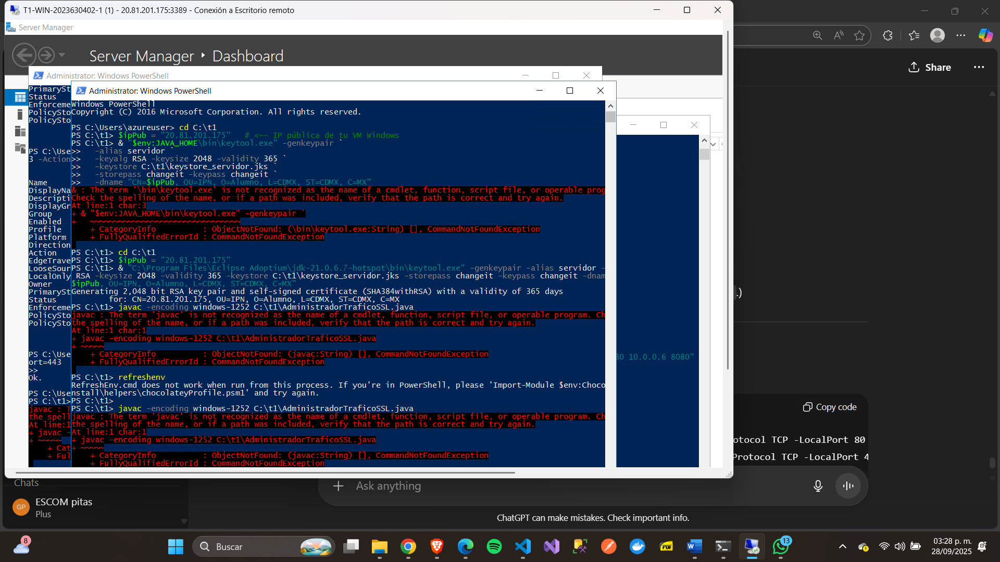 T1-WIN-2023630402-1 (1) - 20.81.201.175:3389 - Conexión a Escritorio remoto
Server Manager
Server Manager ‣ Dashboard
Administrator: Windows PowerShell
Administrator: Windows PowerShell
Windows PowerShell
Copyright (C) 2016 Microsoft Corporation. All rights reserved.
PS C:\Users\azureuser> cd C:\t1
PS C:\t1> $ipPub = "20.81.201.175"   # <-- IP pública de tu VM Windows
PS C:\t1> & "$env:JAVA_HOME\bin\keytool.exe" -genkeypair `
>>   -alias servidor `
>>   -keyalg RSA -keysize 2048 -validity 365 `
>>   -keystore C:\t1\keystore_servidor.jks `
>>   -storepass changeit -keypass changeit `
>>   -dname "CN=$ipPub, OU=IPN, O=Alumno, L=CDMX, ST=CDMX, C=MX"
& : The term '\bin\keytool.exe' is not recognized as the name of a cmdlet, function, script file, or operable prog
Check the spelling of the name, or if a path was included, verify that the path is correct and try again.
At line:1 char:3
+ & "$env:JAVA_HOME\bin\keytool.exe" -genkeypair `
+   ~~~~~~~~~~~~~~~~~~~~~~~~~~~~~~~~
    + CategoryInfo          : ObjectNotFound: (\bin\keytool.exe:String) [], CommandNotFoundException
    + FullyQualifiedErrorId : CommandNotFoundException
PS C:\t1> cd C:\t1
PS C:\t1> $ipPub = "20.81.201.175"
PS C:\t1> & "C:\Program Files\Eclipse Adoptium\jdk-21.0.6.7-hotspot\bin\keytool.exe" -genkeypair -alias servidor -
 RSA -keysize 2048 -validity 365 -keystore C:\t1\keystore_servidor.jks -storepass changeit -keypass changeit -dnam
$ipPub, OU=IPN, O=Alumno, L=CDMX, ST=CDMX, C=MX"
Generating 2,048 bit RSA key pair and self-signed certificate (SHA384withRSA) with a validity of 365 days
        for: CN=20.81.201.175, OU=IPN, O=Alumno, L=CDMX, ST=CDMX, C=MX
PS C:\t1> javac -encoding windows-1252 C:\t1\AdministradorTraficoSSL.java
javac : The term 'javac' is not recognized as the name of a cmdlet, function, script file, or operable program. Ch
the spelling of the name, or if a path was included, verify that the path is correct and try again.
At line:1 char:1
+ javac -encoding windows-1252 C:\t1\AdministradorTraficoSSL.java
+ ~~~~~
    + CategoryInfo          : ObjectNotFound: (javac:String) [], CommandNotFoundException
    + FullyQualifiedErrorId : CommandNotFoundException
PS C:\t1> refreshenv
RefreshEnv.cmd does not work when run from this process. If you're in PowerShell, please 'Import-Module $env:Choco
nstall\helpers\chocolateyProfile.psm1' and try again.
PS C:\t1>
PS C:\t1> javac -encoding windows-1252 C:\t1\AdministradorTraficoSSL.java
javac : The term 'javac' is not recognized as the name of a cmdlet, function, script file, or operable program. Ch
the spelling of the name, or if a path was included, verify that the path is correct and try again.
At line:1 char:1
+ javac -encoding windows-1252 C:\t1\AdministradorTraficoSSL.java
+ ~~~~~
    + CategoryInfo          : ObjectNotFound: (javac:String) [], CommandNotFoundException
    + FullyQualifiedErrorId : CommandNotFoundException
PrimarySt
Status
Enforceme
PolicySto
PolicySto
PS C:\Use
3 -Action
Name
DisplayNa
Descripti
DisplayGr
Group
Enabled
Profile
Platform
Direction
Action
EdgeTrave
LooseSour
LocalOnly
Owner
PrimarySt
Status
Enforceme
PolicySto
PolicySto
PS C:\Use
ort=443
>>
Ok.
PS C:\Use
PS C:\t1>
javac : T
the spell
At line:1
+ javac -
+ ~~~~~
    + Cat
    + Ful
80 10.0.0.6 8080"
Share
.)
Copy code
otocol TCP -LocalPort 80
Protocol TCP -LocalPort 4
Chats
GP
ESCOM pitas
Plus
Ask anything
ChatGPT can make mistakes. Check important info.
8
Buscar
PDF
13
03:28 p. m.
28/09/2025